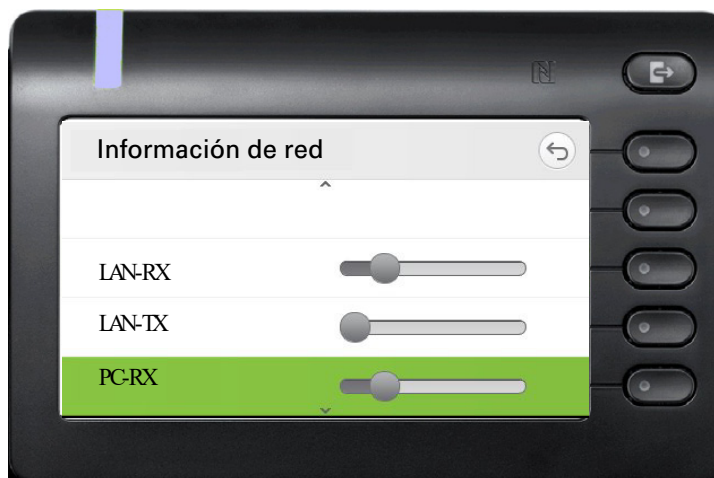 Información de red
LAN-RX
LAN-TX
PC-RX